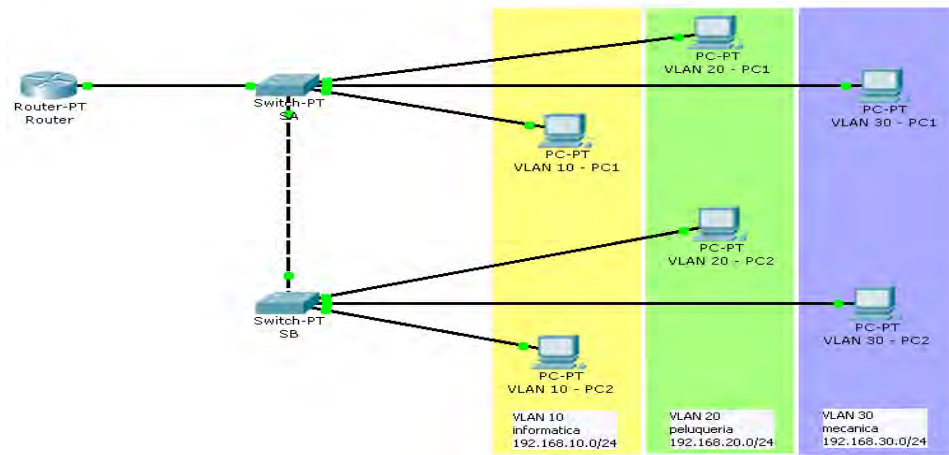 PC-PT
VLAN 20 - PC1
Router-PT
Router
Switch-PT
SA
PC-PT
VLAN 30 - PC1
PC-PT
VLAN 10 - PC1
PC-PT
VLAN 20 - PC2
Switch-PT
SB
PC-PT
VLAN 30 - PC2
PC-PT
VLAN 10 - PC2
VLAN 10
informatica
192.168.10.0/24
VLAN 20
peluqueria
192.168.20.0/24
VLAN 30
mecanica
192.168.30.0/24